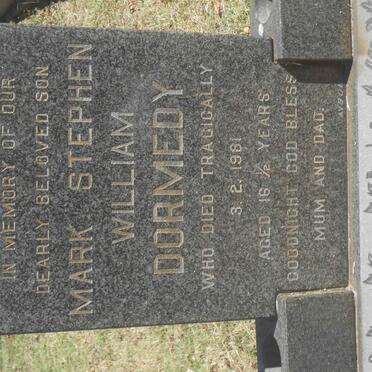 IN MEMORY OF OUR
DEARLY BELOVED SON
MARK STEPHEN
WILLIAM
DORMEDY
WHO DIED TRAGICALLY
3.2.1981
AGED 16 ½ YEARS
GOODNIGHT GOD BLESS
MUM AND DAD